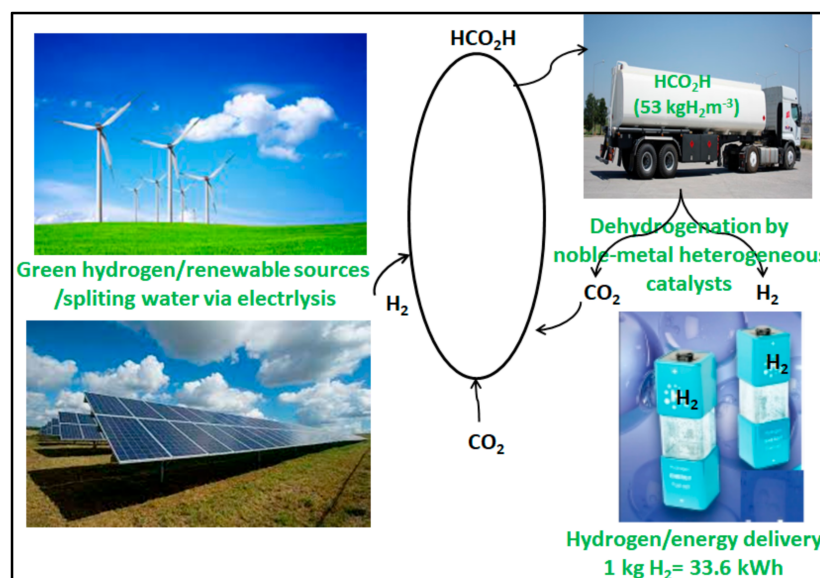 HCO₂H
HCO₂H
(53 kgH₂m⁻³)
Green hydrogen/renewable sources
/spliting water via electrlysis
H₂
Dehydrogenation by
noble-metal heterogeneous
catalysts
CO₂
H₂
CO₂
H₂
H₂
ENERGY
Hydrogen/energy delivery
1 kg H₂= 33.6 kWh